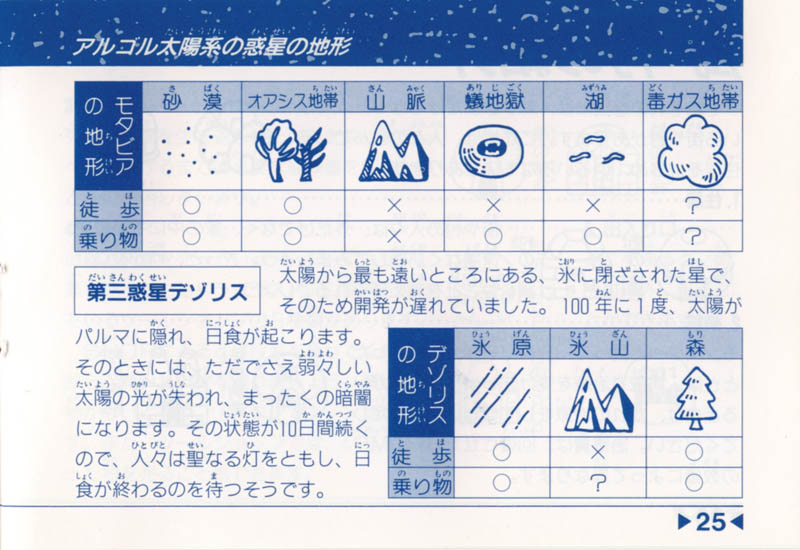 アルゴル太陽系の惑星の地形
モタビアの地形 砂漠 オアシス地帯 山脈 蟻地獄 湖 毒ガス地帯
徒歩 ○ ○ × × × ?
乗り物 ○ ○ × ○ ○ ?
第三惑星デゾリス
太陽から最も遠いところにある、氷に閉ざされた星で、
そのため開発が遅れていました。100年に1度、太陽が
パルマに隠れ、日食が起こります。
そのときには、ただでさえ弱々しい
太陽の光が失われ、まったくの暗闇
になります。その状態が10日間続く
ので、人々は聖なる灯をともし、日
食が終わるのを待つそうです。
デゾリスの地形 氷原 氷山 森
徒歩 ○ × ○
乗り物 ○ ? ○
▶25◀